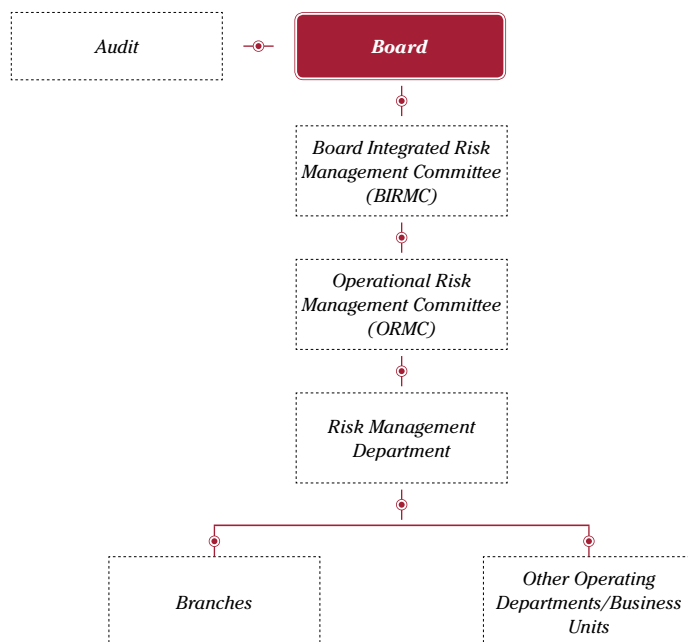 Audit
Board
Board Integrated Risk
Management Committee
(BIRMC)
Operational Risk
Management Committee
(ORMC)
Risk Management
Department
Branches
Other Operating
Departments/Business
Units